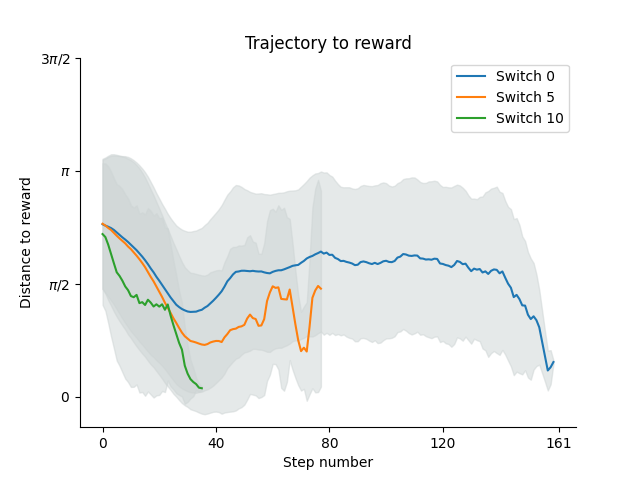 Trajectory to reward
3π/2
π
π/2
0
Distance to reward
Switch 0
Switch 5
Switch 10
0 40 80 120 161
Step number